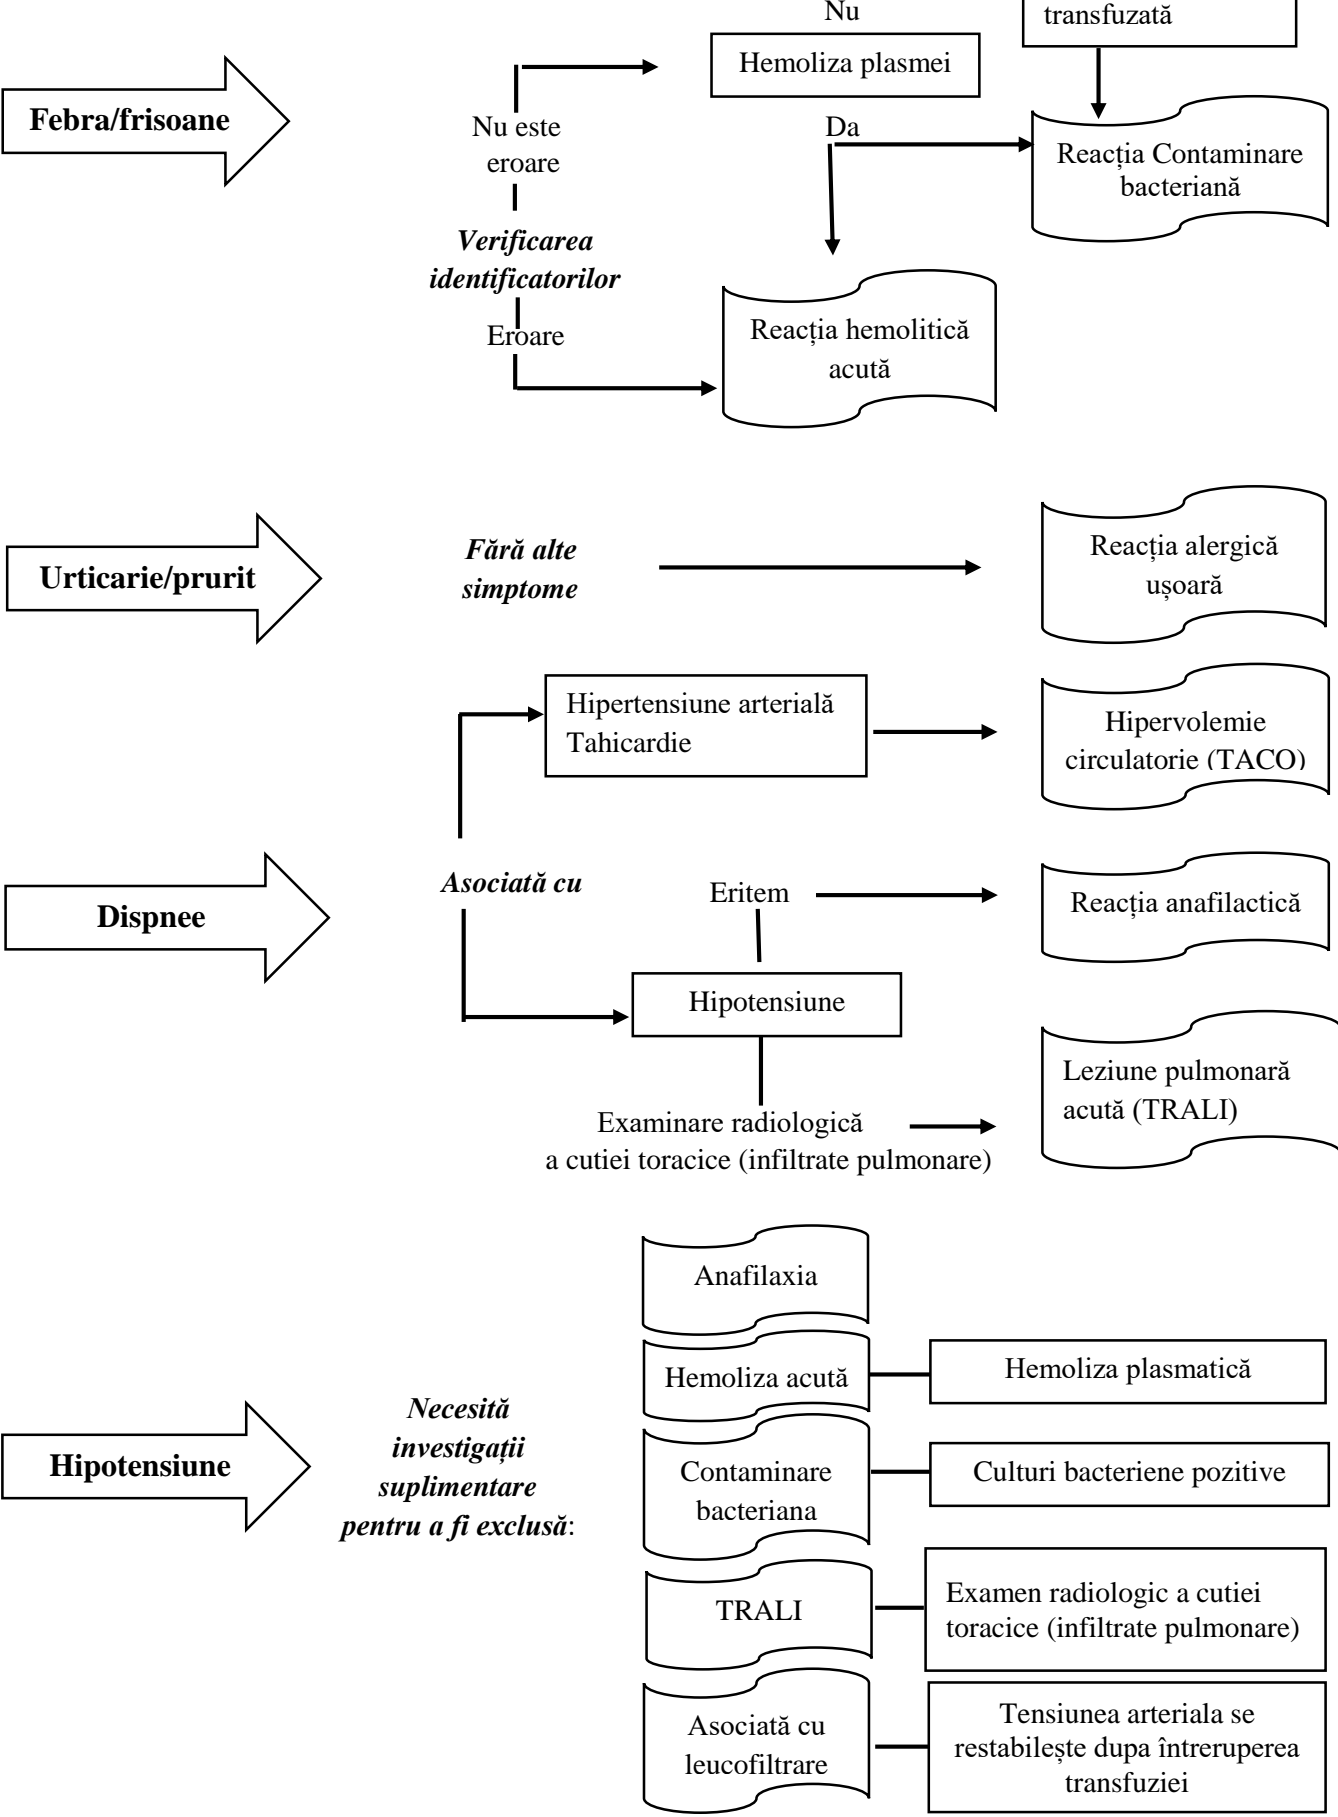 Nu
transfuzată
Hemoliza plasmei
Febra/frisoane
Nu este
eroare
Da
Reacția Contaminare
bacteriană
Verificarea
identificatorilor
Eroare
Reacția hemolitică
acută
Urticarie/prurit
Fără alte
simptome
Reacția alergică
ușoară
Hipertensiune arterială
Tahicardie
Hipervolemie
circulatorie (TACO)
Dispnee
Asociată cu
Eritem
Reacția anafilactică
Hipotensiune
Leziune pulmonară
acută (TRALI)
Examinare radiologică
a cutiei toracice (infiltrate pulmonare)
Hipotensiune
Necesită
investigații
suplimentare
pentru a fi exclusă:
Anafilaxia
Hemoliza acută
Hemoliza plasmatică
Contaminare
bacteriana
Culturi bacteriene pozitive
TRALI
Examen radiologic a cutiei
toracice (infiltrate pulmonare)
Asociată cu
leucofiltrare
Tensiunea arteriala se
restabilește dupa întreruperea
transfuziei